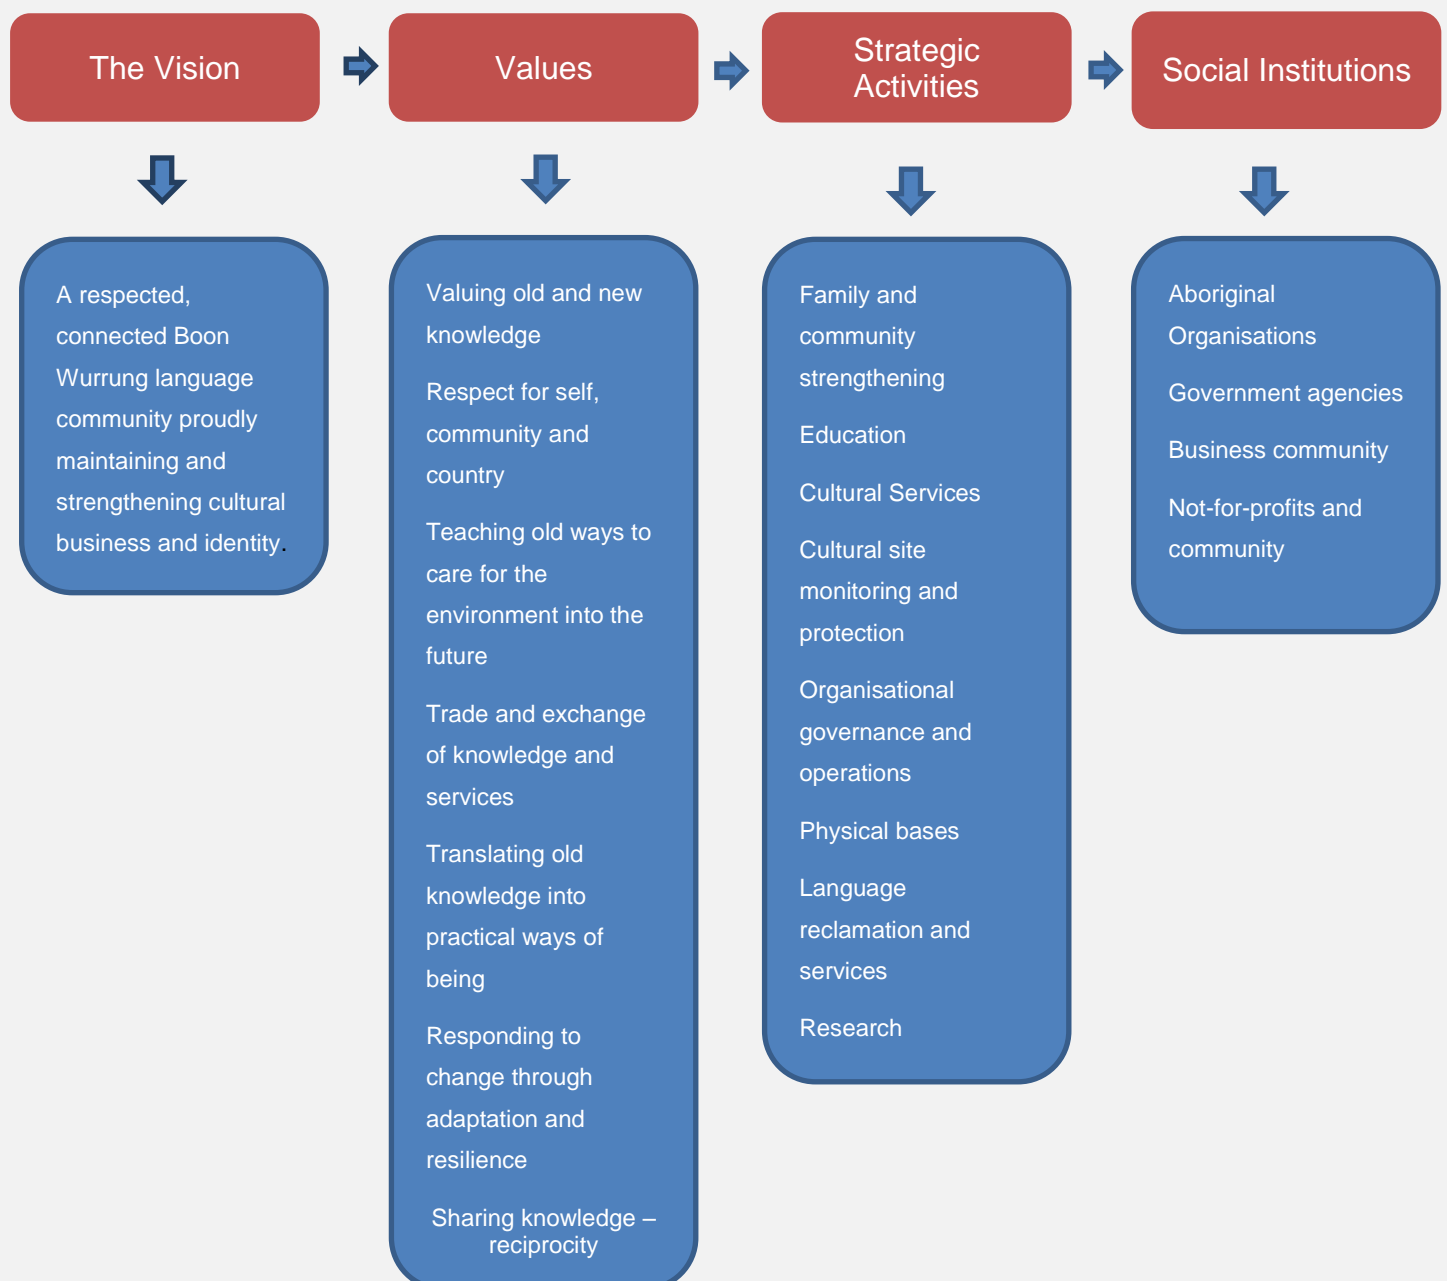 The Vision
Values
Strategic
Activities
Social Institutions
A respected,
connected Boon
Wurrung language
community proudly
maintaining and
strengthening cultural
business and identity.
Valuing old and new
knowledge
Respect for self,
community and
country
Teaching old ways to
care for the
environment into the
future
Trade and exchange
of knowledge and
services
Translating old
knowledge into
practical ways of
being
Responding to
change through
adaptation and
resilience
Sharing knowledge –
reciprocity
Family and
community
strengthening
Education
Cultural Services
Cultural site
monitoring and
protection
Organisational
governance and
operations
Physical bases
Language
reclamation and
services
Research
Aboriginal
Organisations
Government agencies
Business community
Not-for-profits and
community